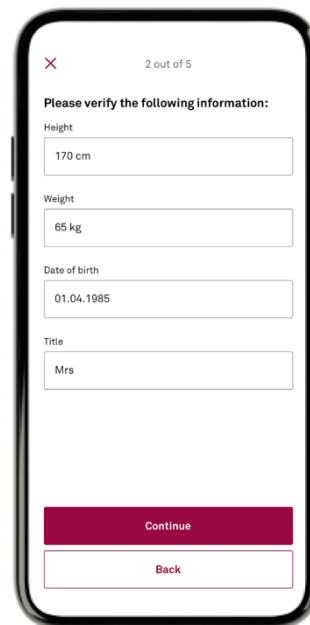 2 out of 5
Please verify the following information:
Height
170 cm
Weight
65 kg
Date of birth
01.04.1985
Title
Mrs
Continue
Back